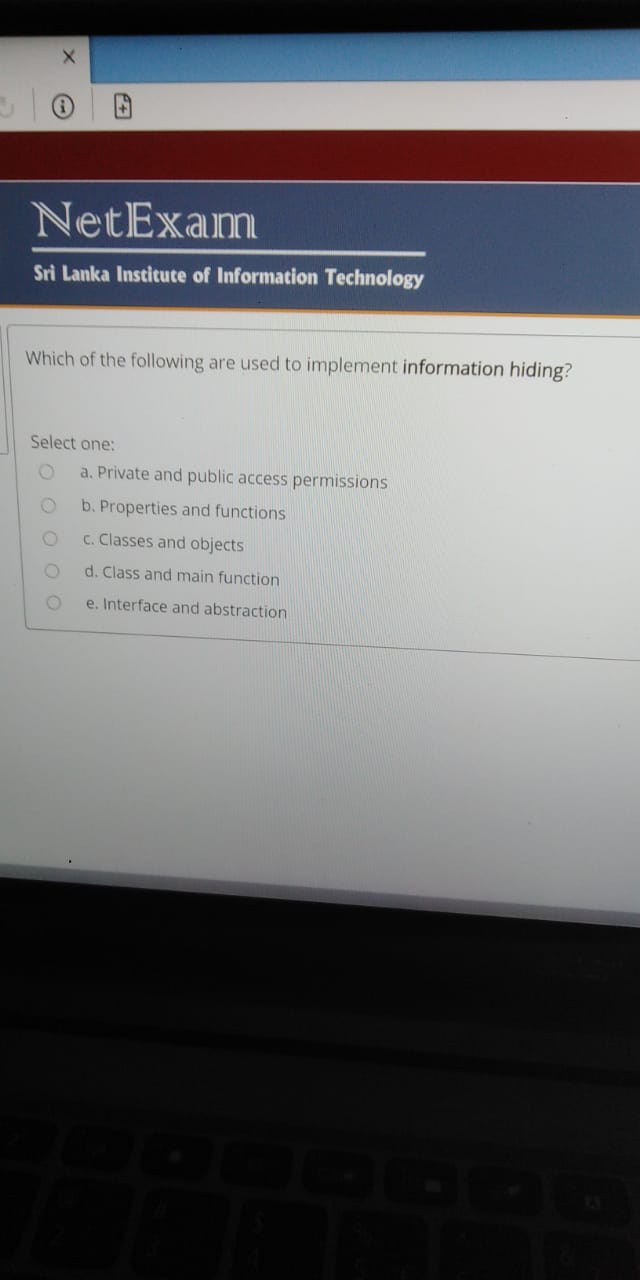 NetExam
Sri Lanka Institute of Information Technology
Which of the following are used to implement information hiding?
Select one:
a. Private and public access permissions
b. Properties and functions
c. Classes and objects
d. Class and main function
e. Interface and abstraction